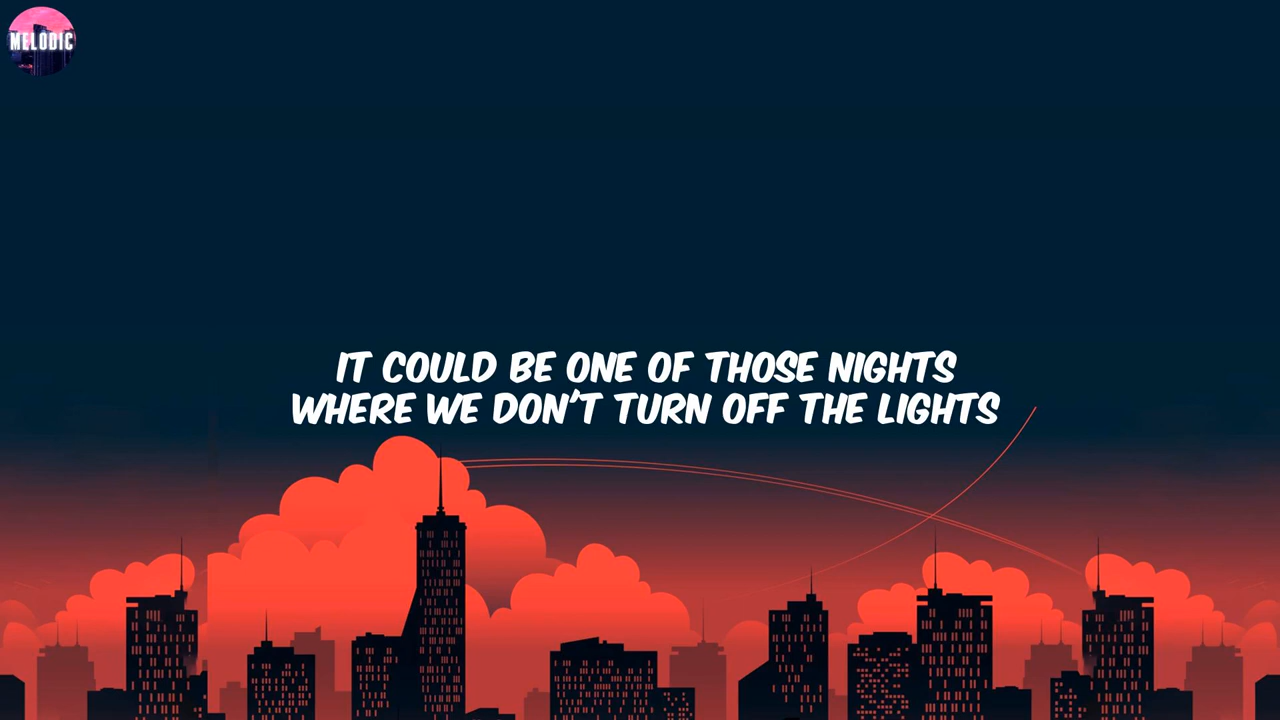 MELODIC
IT COULD BE ONE OF THOSE NIGHTS
WHERE WE DON'T TURN OFF THE LIGHTS